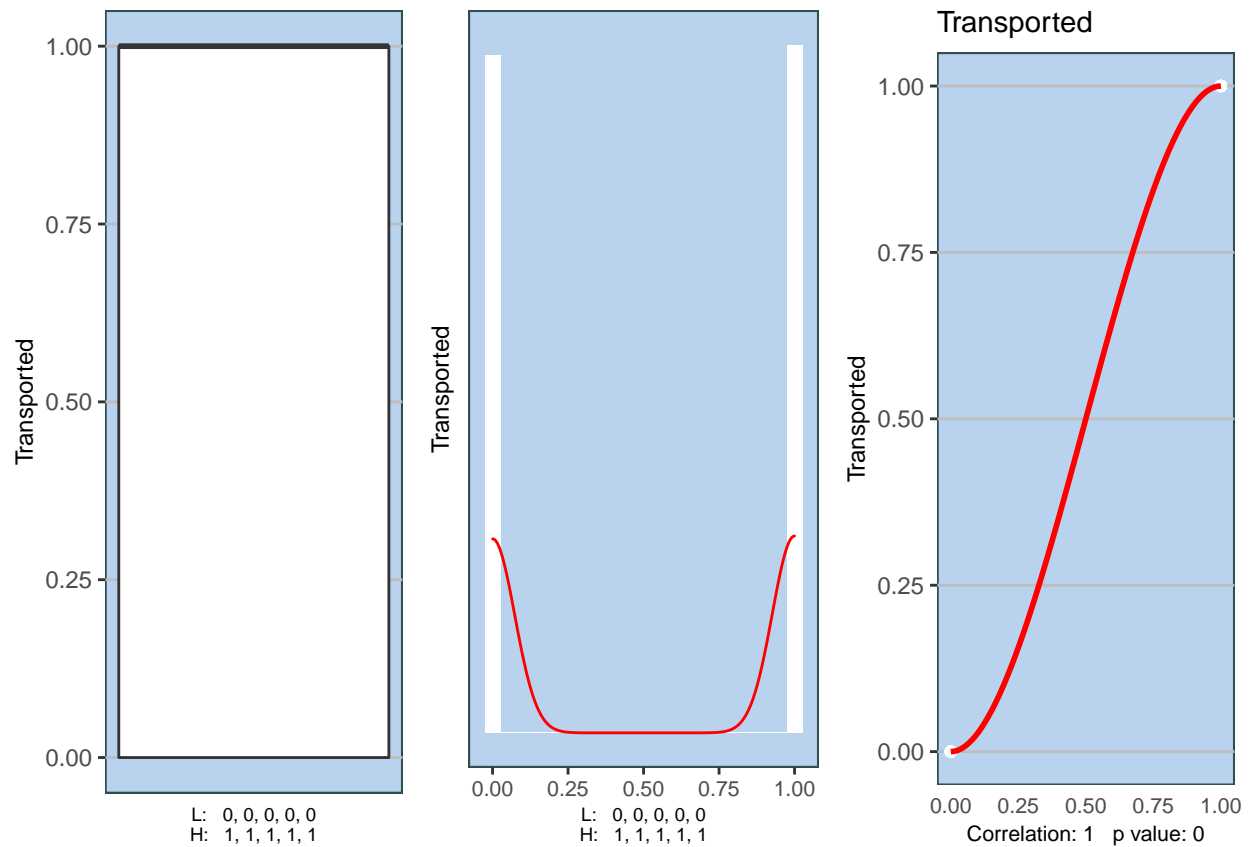 Transported
1.00
0.75
0.50
0.25
0.00
L: 0, 0, 0, 0, 0
H: 1, 1, 1, 1, 1
Transported
0.00 0.25 0.50 0.75 1.00
L: 0, 0, 0, 0, 0
H: 1, 1, 1, 1, 1
Transported
Transported
1.00
0.75
0.50
0.25
0.00
0.00 0.25 0.50 0.75 1.00
Correlation: 1 p value: 0